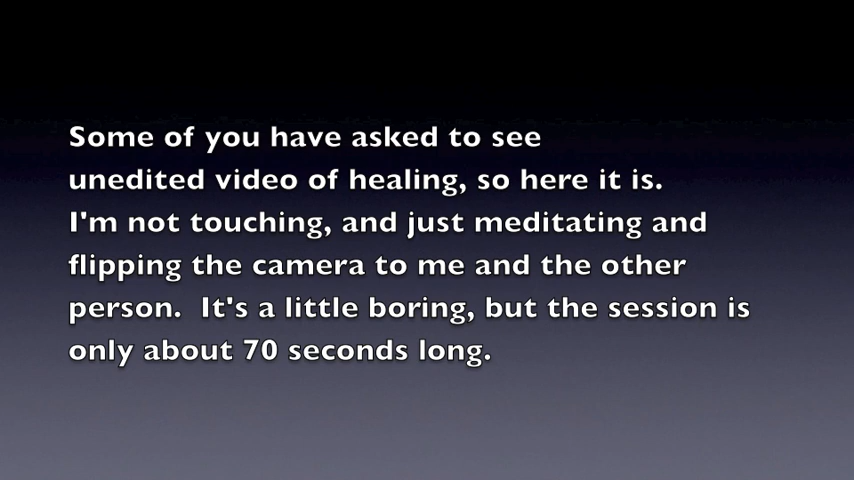 Some of you have asked to see
unedited video of healing, so here it is.
I'm not touching, and just meditating and
flipping the camera to me and the other
person.  It's a little boring, but the session is
only about 70 seconds long.